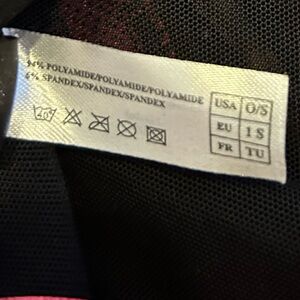 94% POLYAMIDE/POLYAMIDE/POLYAMIDE
6% SPANDEX/SPANDEX/SPANDEX
USA O/S
EU 1 S
FR TU